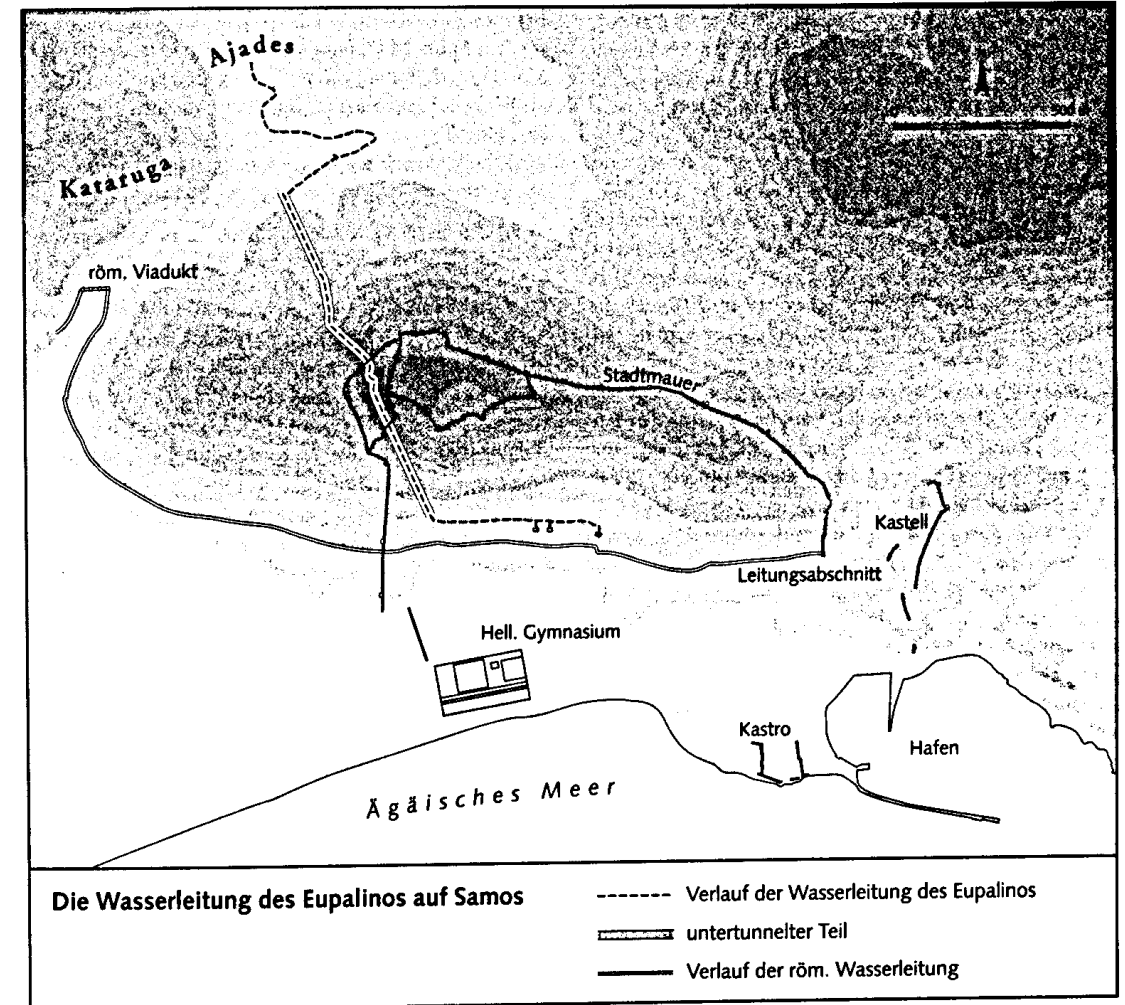 Ajades
Kataruga
röm. Viadukt
Stadtmauer
Kastell
Leitungsabschnitt
Hell. Gymnasium
Kastro
Hafen
Ägäisches Meer
Die Wasserleitung des Eupalinos auf Samos
Verlauf der Wasserleitung des Eupalinos
untertunnelter Teil
Verlauf der röm. Wasserleitung